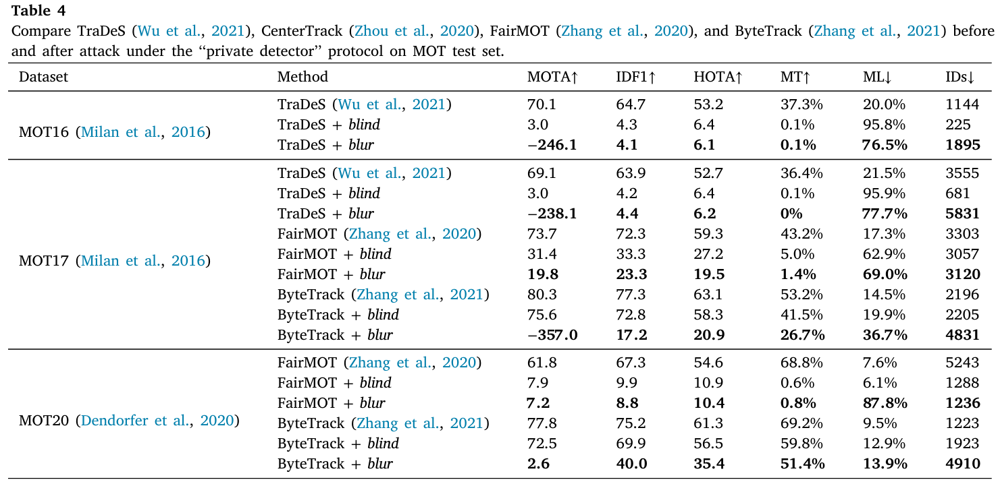 Table 4
Compare TraDeS (Wu et al., 2021), CenterTrack (Zhou et al., 2020), FairMOT (Zhang et al., 2020), and ByteTrack (Zhang et al., 2021) before
and after attack under the “private detector” protocol on MOT test set.
Dataset Method MOTA↑ IDF1↑ HOTA↑ MT↑ ML↓ IDs↓
MOT16 (Milan et al., 2016)
TraDeS (Wu et al., 2021) 70.1 64.7 53.2 37.3% 20.0% 1144
TraDeS + blind 3.0 4.3 6.4 0.1% 95.8% 225
TraDeS + blur −246.1 4.1 6.1 0.1% 76.5% 1895
MOT17 (Milan et al., 2016)
TraDeS (Wu et al., 2021) 69.1 63.9 52.7 36.4% 21.5% 3555
TraDeS + blind 3.0 4.2 6.4 0.1% 95.9% 681
TraDeS + blur −238.1 4.4 6.2 0% 77.7% 5831
FairMOT (Zhang et al., 2020) 73.7 72.3 59.3 43.2% 17.3% 3303
FairMOT + blind 31.4 33.3 27.2 5.0% 62.9% 3057
FairMOT + blur 19.8 23.3 19.5 1.4% 69.0% 3120
ByteTrack (Zhang et al., 2021) 80.3 77.3 63.1 53.2% 14.5% 2196
ByteTrack + blind 75.6 72.8 58.3 41.5% 19.9% 2205
ByteTrack + blur −357.0 17.2 20.9 26.7% 36.7% 4831
MOT20 (Dendorfer et al., 2020)
FairMOT (Zhang et al., 2020) 61.8 67.3 54.6 68.8% 7.6% 5243
FairMOT + blind 7.9 9.9 10.9 0.6% 6.1% 1288
FairMOT + blur 7.2 8.8 10.4 0.8% 87.8% 1236
ByteTrack (Zhang et al., 2021) 77.8 75.2 61.3 69.2% 9.5% 1223
ByteTrack + blind 72.5 69.9 56.5 59.8% 12.9% 1923
ByteTrack + blur 2.6 40.0 35.4 51.4% 13.9% 4910